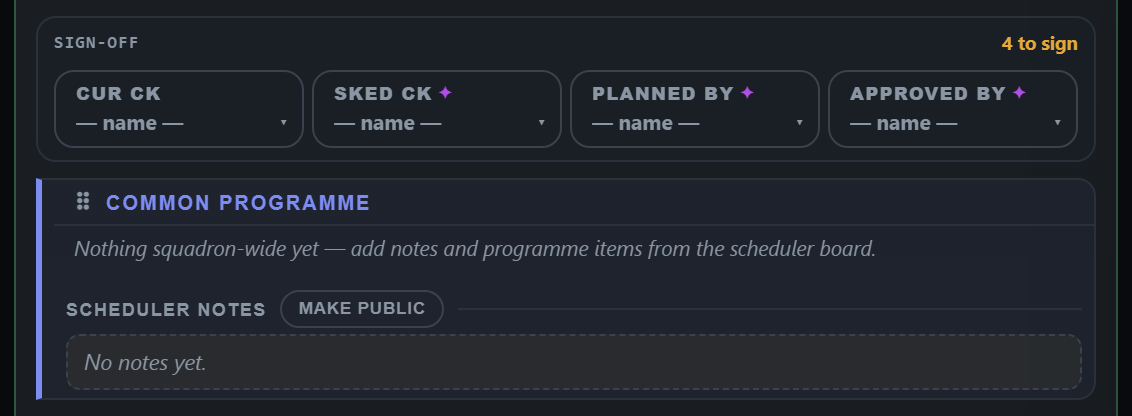 SIGN-OFF
4 to sign
CUR CK
— name —
SKED CK ✦
— name —
PLANNED BY ✦
— name —
APPROVED BY ✦
— name —
COMMON PROGRAMME
Nothing squadron-wide yet — add notes and programme items from the scheduler board.
SCHEDULER NOTES
MAKE PUBLIC
No notes yet.